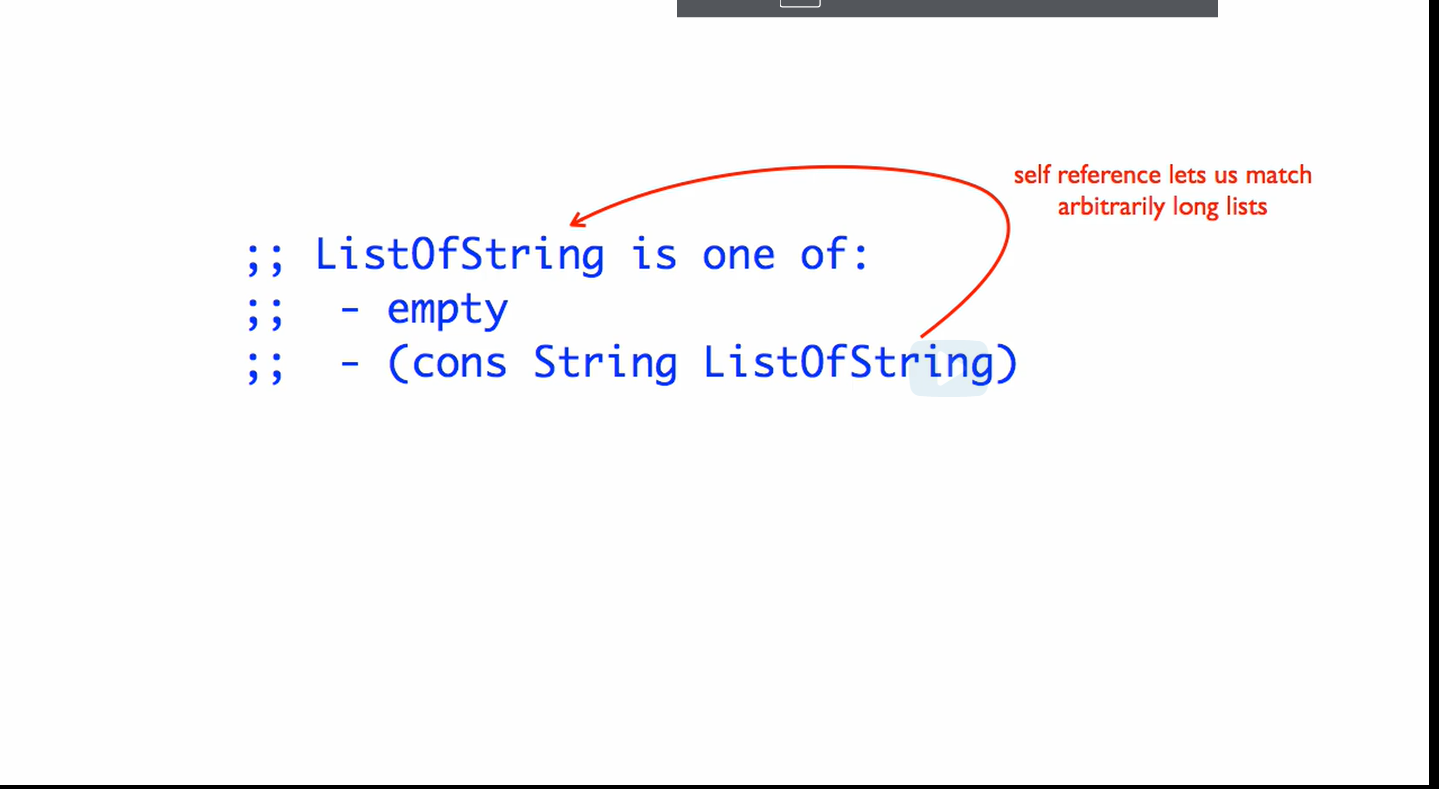 self reference lets us match
arbitrarily long lists
;; ListOfString is one of:
;;  - empty
;;  - (cons String ListOfString)